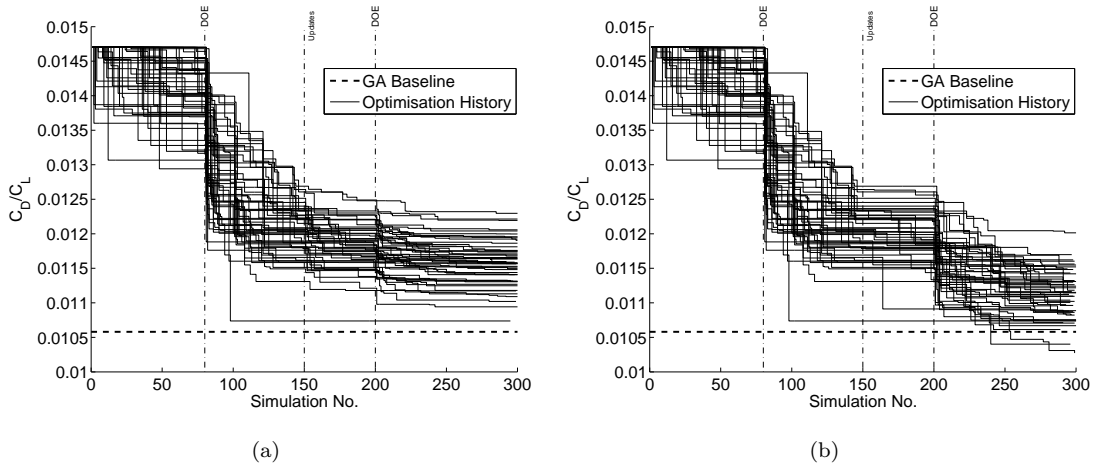 DOE
Updates
DOE
0.015
0.0145
0.014
0.0135
0.013
0.0125
0.012
0.0115
0.011
0.0105
0.01
C_D/C_L
GA Baseline
Optimisation History
0 50 100 150 200 250 300
Simulation No.
(a)
DOE
Updates
DOE
0.015
0.0145
0.014
0.0135
0.013
0.0125
0.012
0.0115
0.011
0.0105
0.01
C_D/C_L
GA Baseline
Optimisation History
0 50 100 150 200 250 300
Simulation No.
(b)